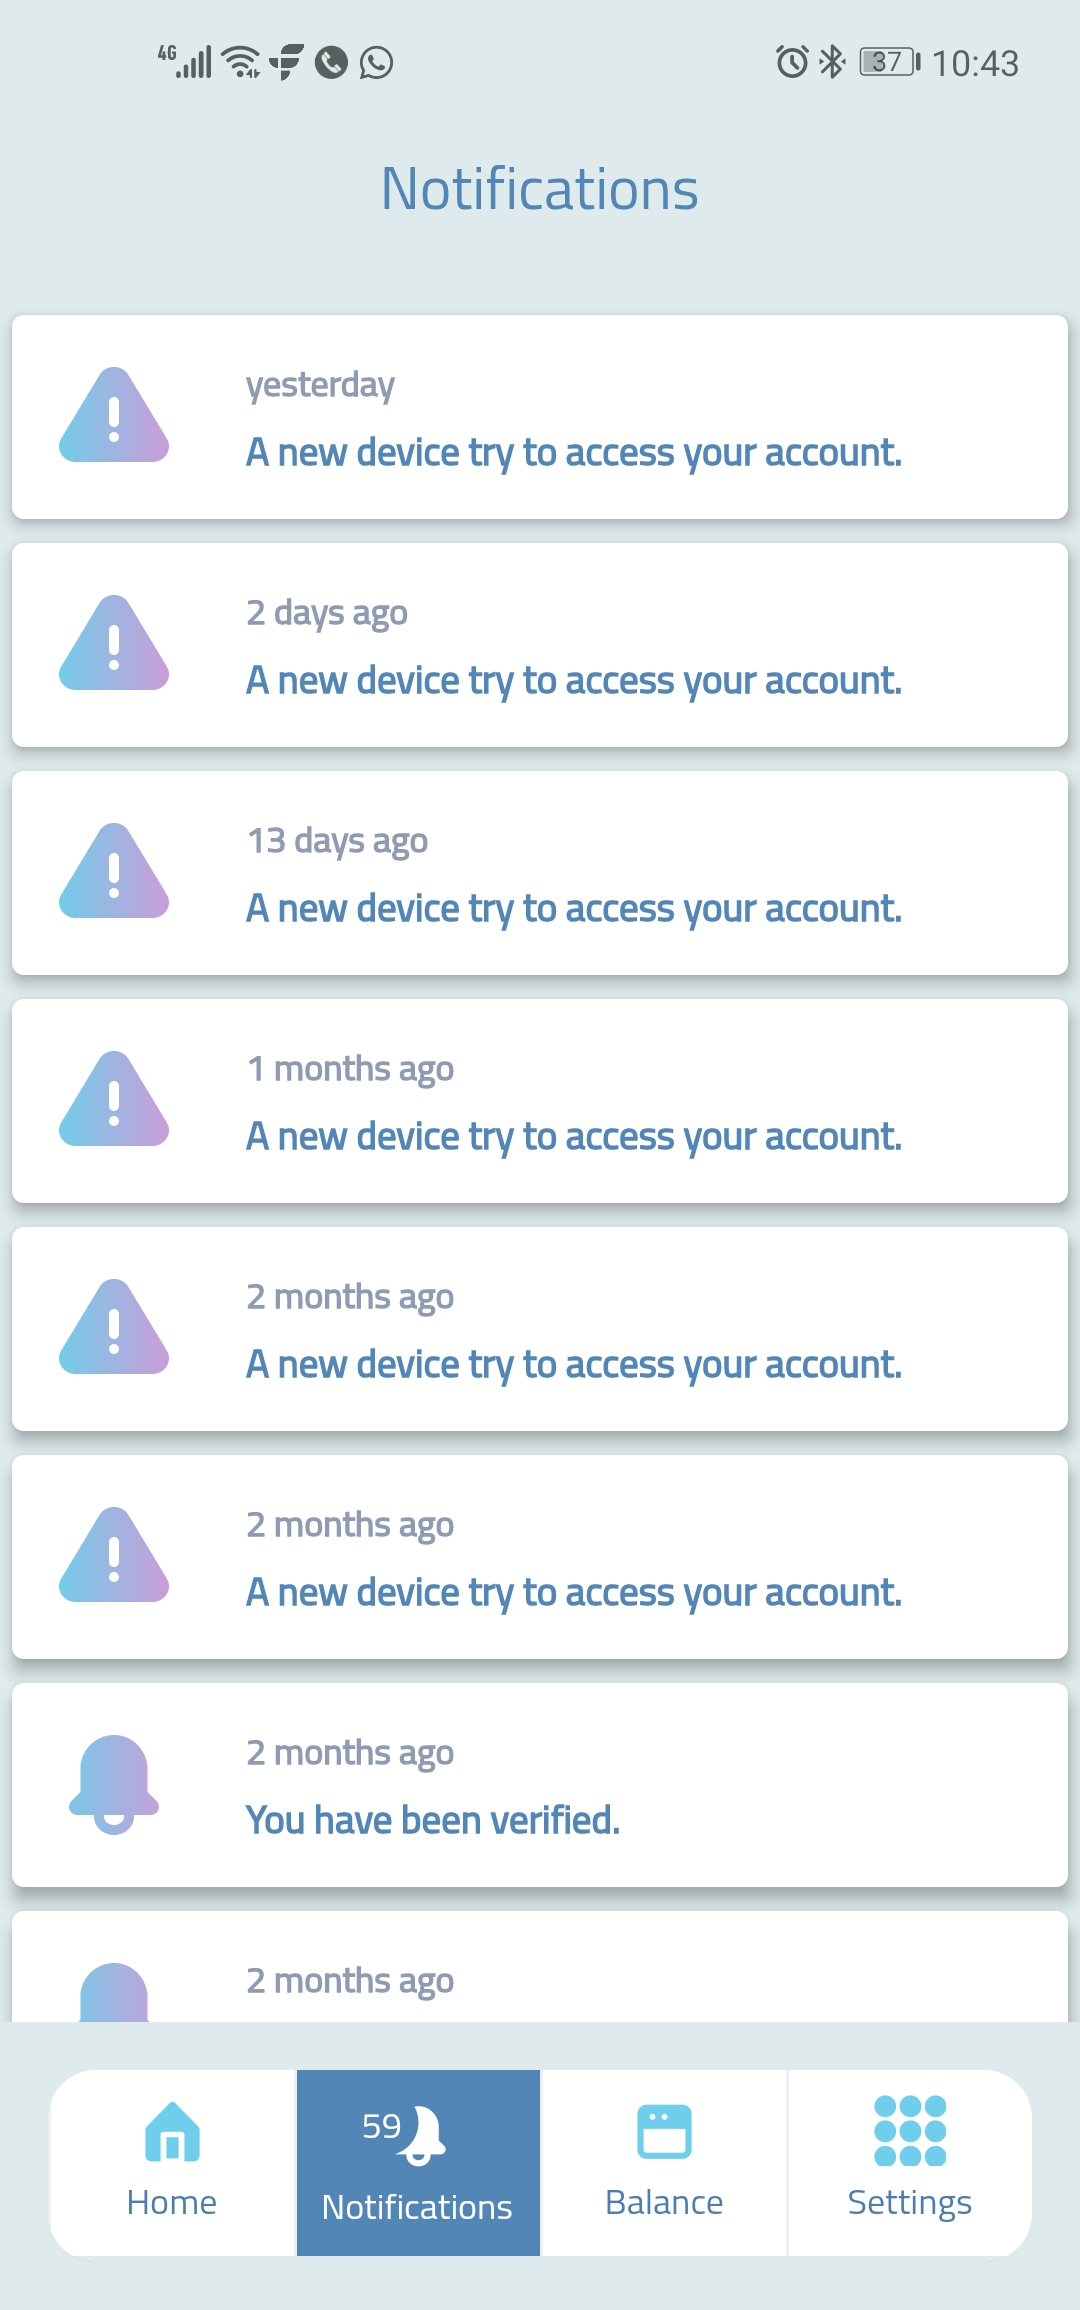 4G 37 10:43
Notifications
yesterday
A new device try to access your account.
2 days ago
A new device try to access your account.
13 days ago
A new device try to access your account.
1 months ago
A new device try to access your account.
2 months ago
A new device try to access your account.
2 months ago
A new device try to access your account.
2 months ago
You have been verified.
2 months ago
59
Home Notifications Balance Settings